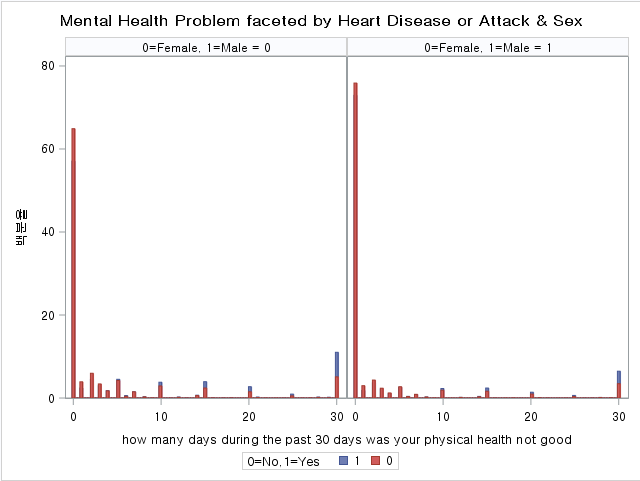 Mental Health Problem faceted by Heart Disease or Attack & Sex
0=Female, 1=Male = 0
0=Female, 1=Male = 1
80
60
40
20
0
백분율
0 10 20 30
0 10 20 30
how many days during the past 30 days was your physical health not good
0=No,1=Yes 1 0